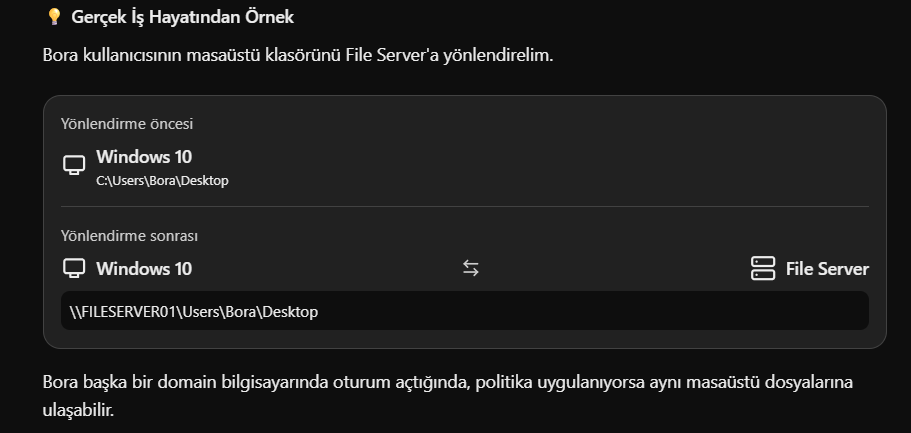 💡 Gerçek İş Hayatından Örnek
Bora kullanıcısının masaüstü klasörünü File Server'a yönlendirelim.
Yönlendirme öncesi
Windows 10
C:\Users\Bora\Desktop
Yönlendirme sonrası
Windows 10
File Server
\\FILESERVER01\Users\Bora\Desktop
Bora başka bir domain bilgisayarında oturum açtığında, politika uygulanıyorsa aynı masaüstü dosyalarına
ulaşabilir.